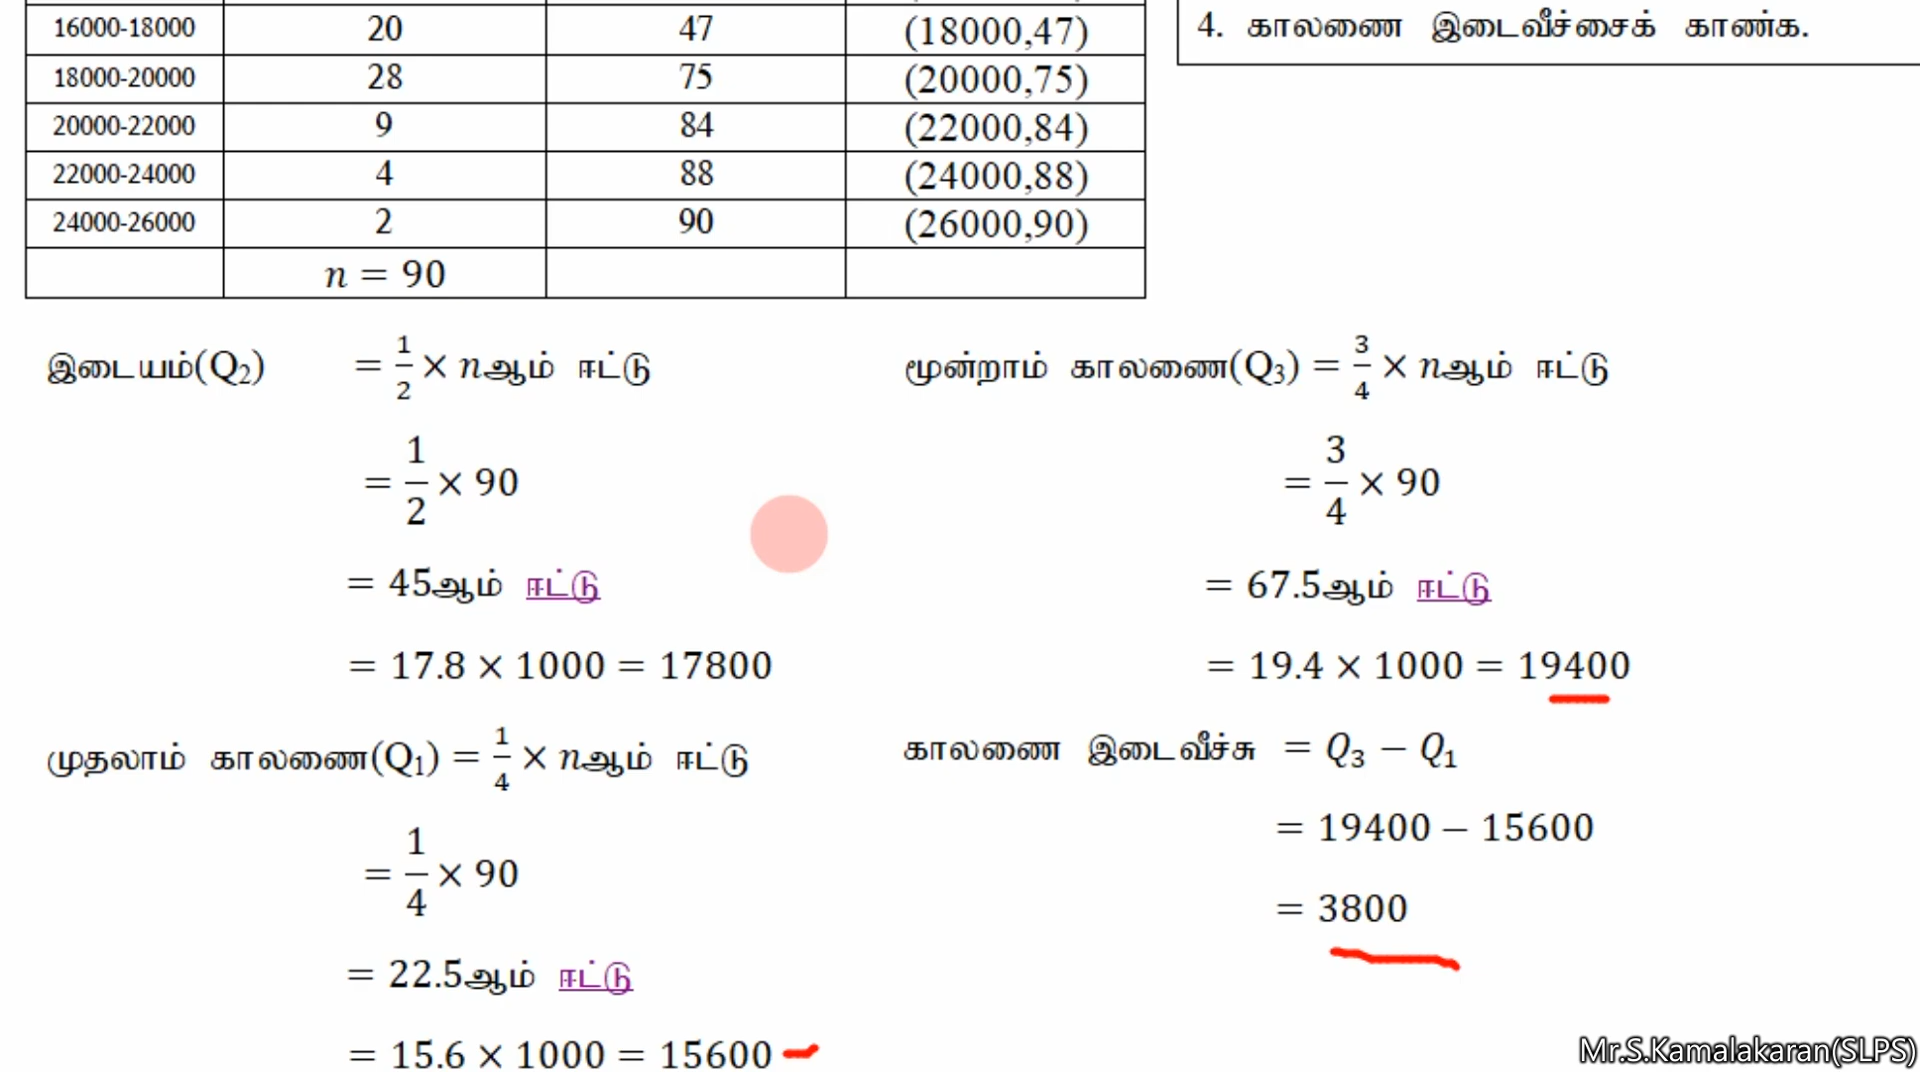 16000-18000 20 47 (18000,47)
18000-20000 28 75 (20000,75)
20000-22000 9 84 (22000,84)
22000-24000 4 88 (24000,88)
24000-26000 2 90 (26000,90)
n = 90
4. காலணை இடைவீச்சைக் காண்க.
இடையம்(Q₂) = 1/2 × nஆம் ஈட்டு
= 1/2 × 90
= 45ஆம் ஈட்டு
= 17.8 × 1000 = 17800
முதலாம் காலணை(Q₁) = 1/4 × nஆம் ஈட்டு
= 1/4 × 90
= 22.5ஆம் ஈட்டு
= 15.6 × 1000 = 15600
மூன்றாம் காலணை(Q₃) = 3/4 × nஆம் ஈட்டு
= 3/4 × 90
= 67.5ஆம் ஈட்டு
= 19.4 × 1000 = 19400
காலணை இடைவீச்சு = Q₃ − Q₁
= 19400 − 15600
= 3800
Mr.S.Kamalakaran(SLPS)